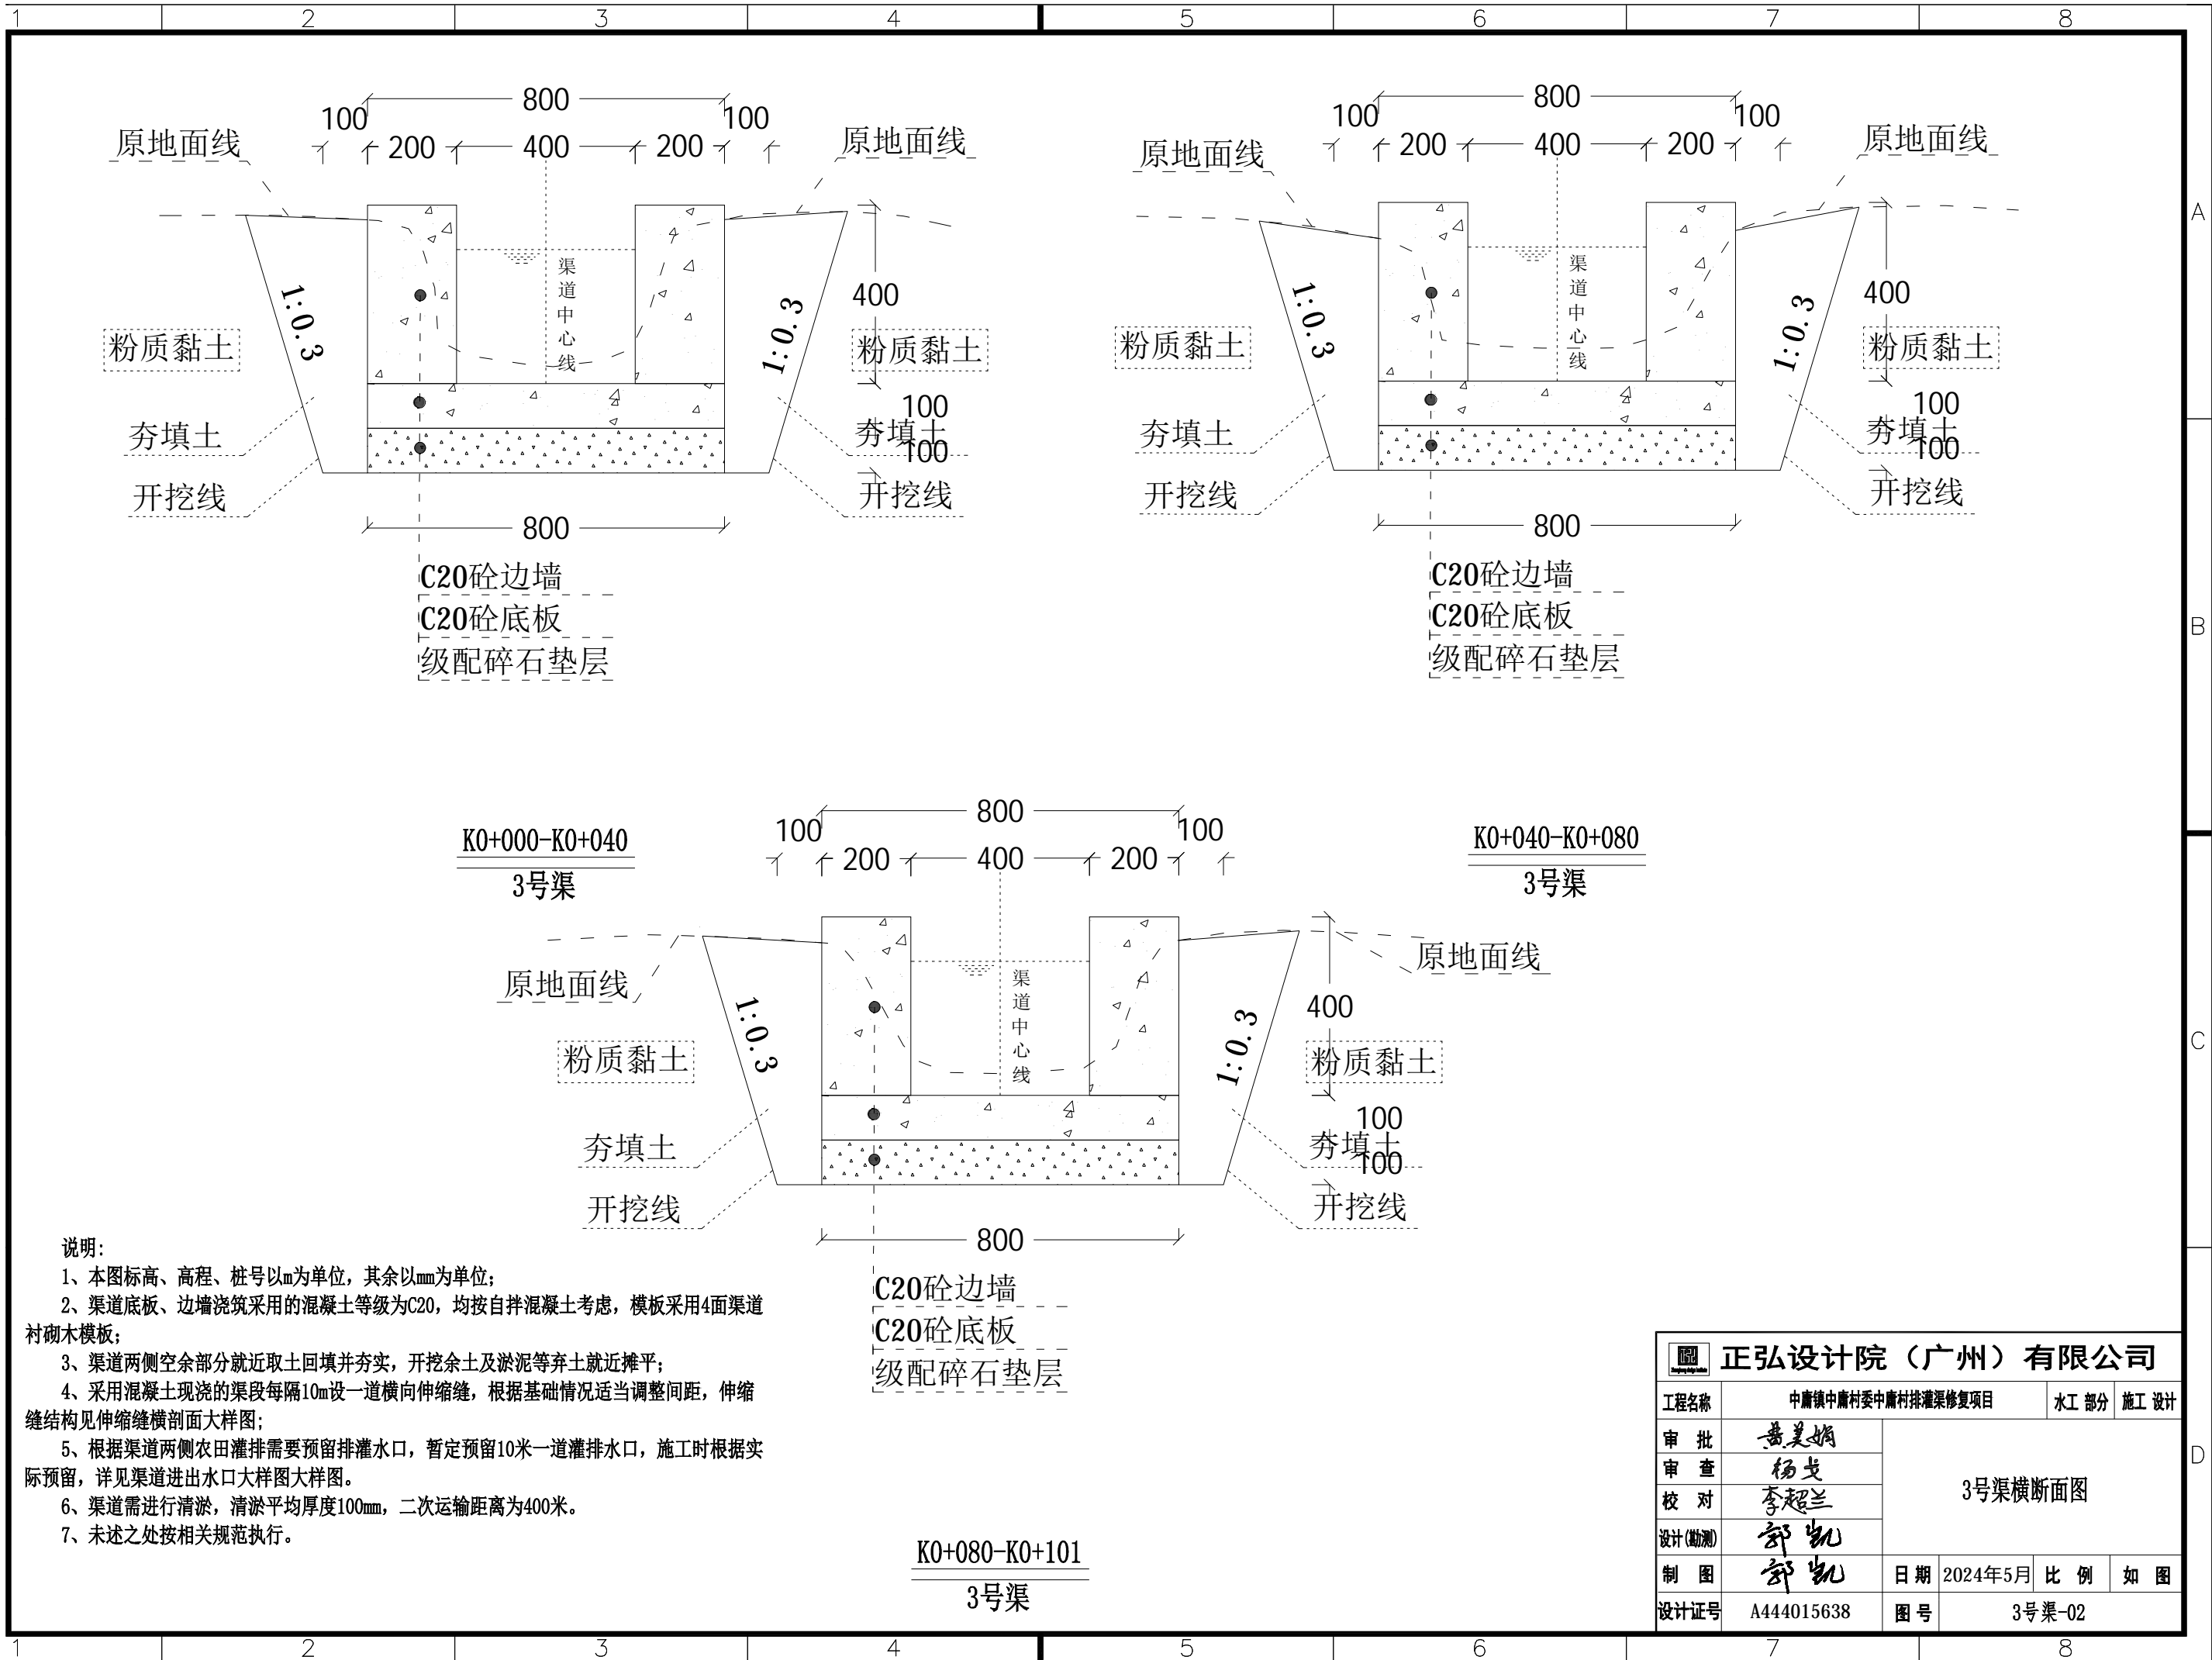 1 2 3 4 5 6 7 8
800
100 100
200 400 200
原地面线 原地面线
渠道中心线
1:0.3 1:0.3
400
粉质黏土 粉质黏土
100
夯填土 夯填土
100
开挖线 开挖线
800
C20砼边墙
C20砼底板
级配碎石垫层
K0+000-K0+040
3号渠
800
100 100
200 400 200
原地面线 原地面线
渠道中心线
1:0.3 1:0.3
400
粉质黏土 粉质黏土
100
夯填土 夯填土
100
开挖线 开挖线
800
C20砼边墙
C20砼底板
级配碎石垫层
K0+040-K0+080
3号渠
800
100 100
200 400 200
原地面线 原地面线
渠道中心线
1:0.3 1:0.3
400
粉质黏土 粉质黏土
100
夯填土 夯填土
100
开挖线 开挖线
800
C20砼边墙
C20砼底板
级配碎石垫层
K0+080-K0+101
3号渠
说明:
1、本图标高、高程、桩号以m为单位，其余以mm为单位;
2、渠道底板、边墙浇筑采用的混凝土等级为C20，均按自拌混凝土考虑，模板采用4面渠道
衬砌木模板;
3、渠道两侧空余部分就近取土回填并夯实，开挖余土及淤泥等弃土就近摊平;
4、采用混凝土现浇的渠段每隔10m设一道横向伸缩缝，根据基础情况适当调整间距，伸缩
缝结构见伸缩缝横剖面大样图;
5、根据渠道两侧农田灌排需要预留排灌水口，暂定预留10米一道灌排水口，施工时根据实
际预留，详见渠道进出水口大样图大样图。
6、渠道需进行清淤，清淤平均厚度100mm，二次运输距离为400米。
7、未述之处按相关规范执行。
正弘设计院（广州）有限公司
工程名称 中庸镇中庸村委中庸村排灌渠修复项目 水工 部分 施工 设计
审 批 黄美娟
审 查 杨戈
校 对 李超兰
3号渠横断面图
设计(勘测) 郭凯
制 图 郭凯 日 期 2024年5月 比 例 如 图
设计证号 A444015638 图 号 3号渠-02
A
B
C
D
1 2 3 4 5 6 7 8